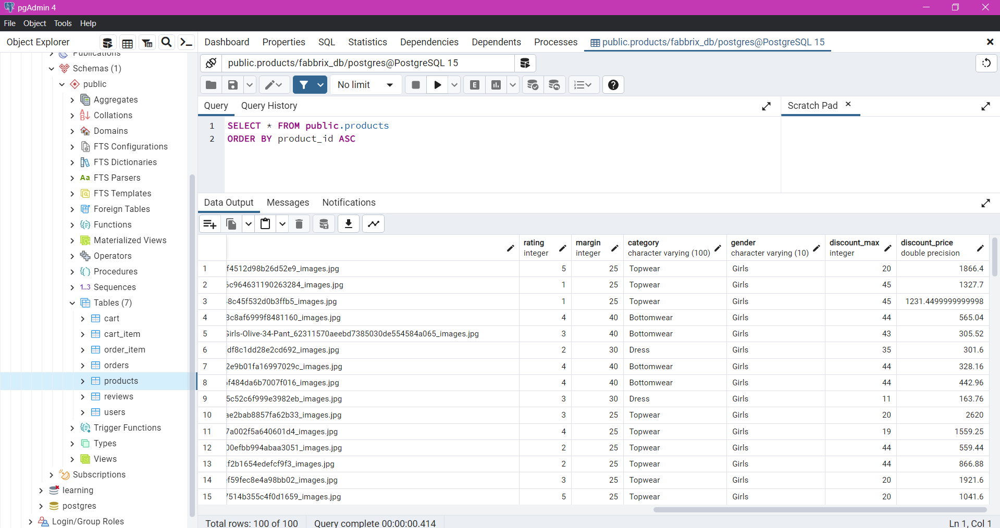 pgAdmin 4
File Object Tools Help
Object Explorer
Dashboard Properties SQL Statistics Dependencies Dependents Processes public.products/fabbrix_db/postgres@PostgreSQL 15
public.products/fabbrix_db/postgres@PostgreSQL 15
No limit
E
Query Query History
Scratch Pad
1 SELECT * FROM public.products
2 ORDER BY product_id ASC
Publications
Schemas (1)
public
Aggregates
Collations
Domains
FTS Configurations
FTS Dictionaries
Aa FTS Parsers
FTS Templates
Foreign Tables
Functions
Materialized Views
Operators
Procedures
1..3 Sequences
Tables (7)
cart
cart_item
order_item
orders
products
reviews
users
Trigger Functions
Types
Views
Subscriptions
learning
postgres
Login/Group Roles
Data Output Messages Notifications
rating margin category gender discount_max discount_price
integer integer character varying (100) character varying (10) integer double precision
1 f4512d98b26d52e9_images.jpg 5 25 Topwear Girls 20 1866.4
2 6c964631190263284_images.jpg 1 25 Topwear Girls 45 1327.7
3 8c45f532d0b3ffb5_images.jpg 1 25 Topwear Girls 45 1231.4499999999998
4 3c8af6999f8481160_images.jpg 4 40 Bottomwear Girls 44 565.04
5 Girls-Olive-34-Pant_62311570aeebd7385030de554584a065_images.jpg 3 40 Bottomwear Girls 43 305.52
6 df8c1dd28e2cd692_images.jpg 2 30 Dress Girls 35 301.6
7 2e9b01fa16997029c_images.jpg 4 40 Bottomwear Girls 44 328.16
8 f484da6b7007f016_images.jpg 4 40 Bottomwear Girls 44 442.96
9 5c52c6f999e3982eb_images.jpg 3 30 Dress Girls 11 163.76
10 ae2bab8857fa62b33_images.jpg 3 25 Topwear Girls 20 2620
11 7a002f5a640601d4_images.jpg 4 25 Topwear Girls 19 1559.25
12 00efbb994abaa3051_images.jpg 2 25 Topwear Girls 44 559.44
13 f2b1654edefcf9f3_images.jpg 2 25 Topwear Girls 44 866.88
14 f59fec8e4a98bb02_images.jpg 3 25 Topwear Girls 20 1921.6
15 7514b355c4f0d1659_images.jpg 5 25 Topwear Girls 20 1041.6
Total rows: 100 of 100 Query complete 00:00:00.414 Ln 1, Col 1